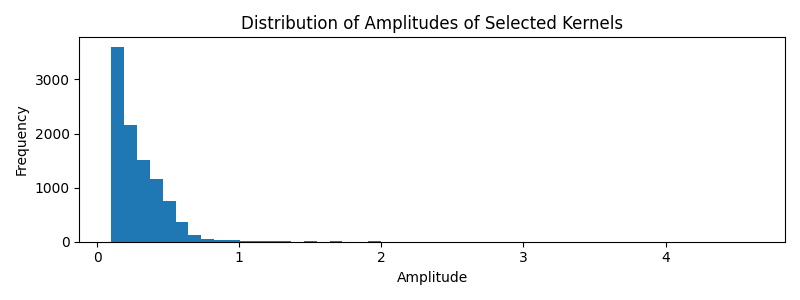 Distribution of Amplitudes of Selected Kernels
Frequency
3000
2000
1000
0
0 1 2 3 4
Amplitude